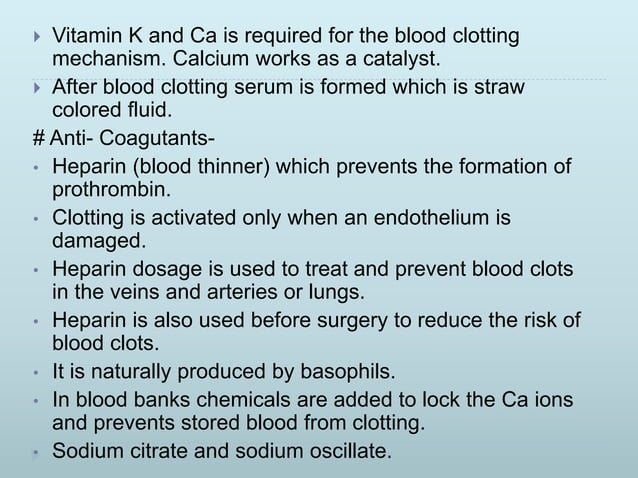 Vitamin K and Ca is required for the blood clotting
mechanism. Calcium works as a catalyst.
After blood clotting serum is formed which is straw
colored fluid.
# Anti- Coagutants-
• Heparin (blood thinner) which prevents the formation of
prothrombin.
• Clotting is activated only when an endothelium is
damaged.
• Heparin dosage is used to treat and prevent blood clots
in the veins and arteries or lungs.
• Heparin is also used before surgery to reduce the risk of
blood clots.
• It is naturally produced by basophils.
• In blood banks chemicals are added to lock the Ca ions
and prevents stored blood from clotting.
• Sodium citrate and sodium oscillate.